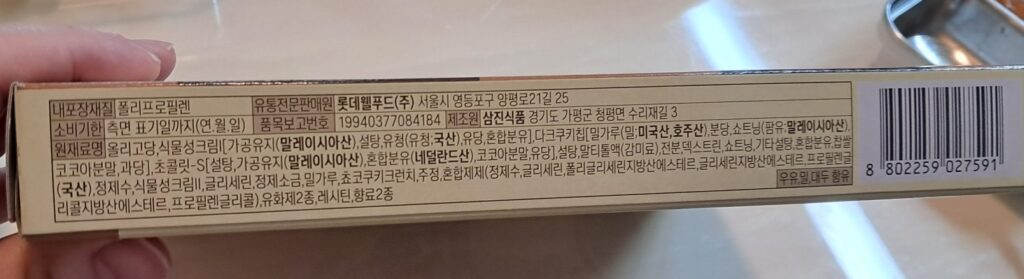 내포장재질 폴리프로필렌 유통전문판매원 롯데웰푸드(주) 서울시 영등포구 양평로21길 25
소비기한 측면 표기일까지(연.월.일) 품목보고번호 19940377084184 제조원 삼진식품 경기도 가평군 청평면 수리재길 3
원재료명 올리고당,식물성크림I[가공유지(말레이시아산),설탕,유청(유청:국산),유당,혼합분유],다크쿠키칩[밀가루(밀:미국산,호주산),분당,쇼트닝(팜유:말레이시아산),
코코아분말,과당],초콜릿-S[설탕,가공유지(말레이시아산),혼합분유(네덜란드산),코코아분말,유당],설탕,말티톨액(감미료),전분,덱스트린,쇼트닝,기타설탕,혼합분유,찹쌀
(국산),정제수,식물성크림II,글리세린,정제소금,밀가루,초코쿠키크런치,주정,혼합제제(정제수,글리세린,폴리글리세린지방산에스테르,글리세린지방산에스테르,프로필렌글
리콜지방산에스테르,프로필렌글리콜),유화제2종,레시틴,향료2종 우유,밀,대두 함유
8 802259 027591